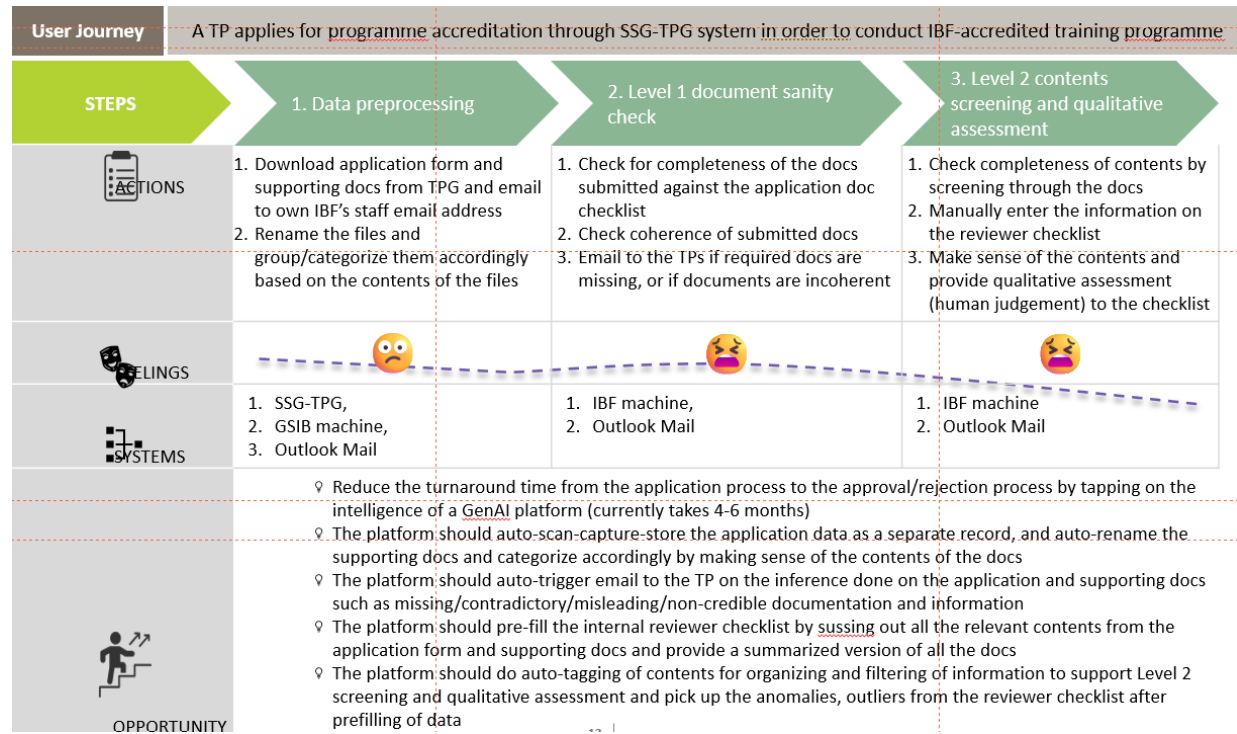 User Journey
A TP applies for programme accreditation through SSG-TPG system in order to conduct IBF-accredited training programme
STEPS
1. Data preprocessing
2. Level 1 document sanity
check
3. Level 2 contents
screening and qualitative
assessment
ACTIONS
1. Download application form and
supporting docs from TPG and email
to own IBF's staff email address
2. Rename the files and
group/categorize them accordingly
based on the contents of the files
1. Check for completeness of the docs
submitted against the application doc
checklist
2. Check coherence of submitted docs
3. Email to the TPs if required docs are
missing, or if documents are incoherent
1. Check completeness of contents by
screening through the docs
2. Manually enter the information on
the reviewer checklist
3. Make sense of the contents and
provide qualitative assessment
(human judgement) to the checklist
ELINGS
1. SSG-TPG,
2. GSIB machine,
3. Outlook Mail
1. IBF machine,
2. Outlook Mail
1. IBF machine
2. Outlook Mail
SYSTEMS
Reduce the turnaround time from the application process to the approval/rejection process by tapping on the
intelligence of a GenAI platform (currently takes 4-6 months)
The platform should auto-scan-capture-store the application data as a separate record, and auto-rename the
supporting docs and categorize accordingly by making sense of the contents of the docs
The platform should auto-trigger email to the TP on the inference done on the application and supporting docs
such as missing/contradictory/misleading/non-credible documentation and information
The platform should pre-fill the internal reviewer checklist by sussing out all the relevant contents from the
application form and supporting docs and provide a summarized version of all the docs
The platform should do auto-tagging of contents for organizing and filtering of information to support Level 2
screening and qualitative assessment and pick up the anomalies, outliers from the reviewer checklist after
prefilling of data
OPPORTUNITY